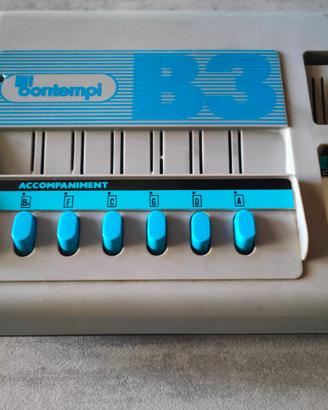 bontempi
B3
ACCOMPANIMENT
B♭ F C G D A